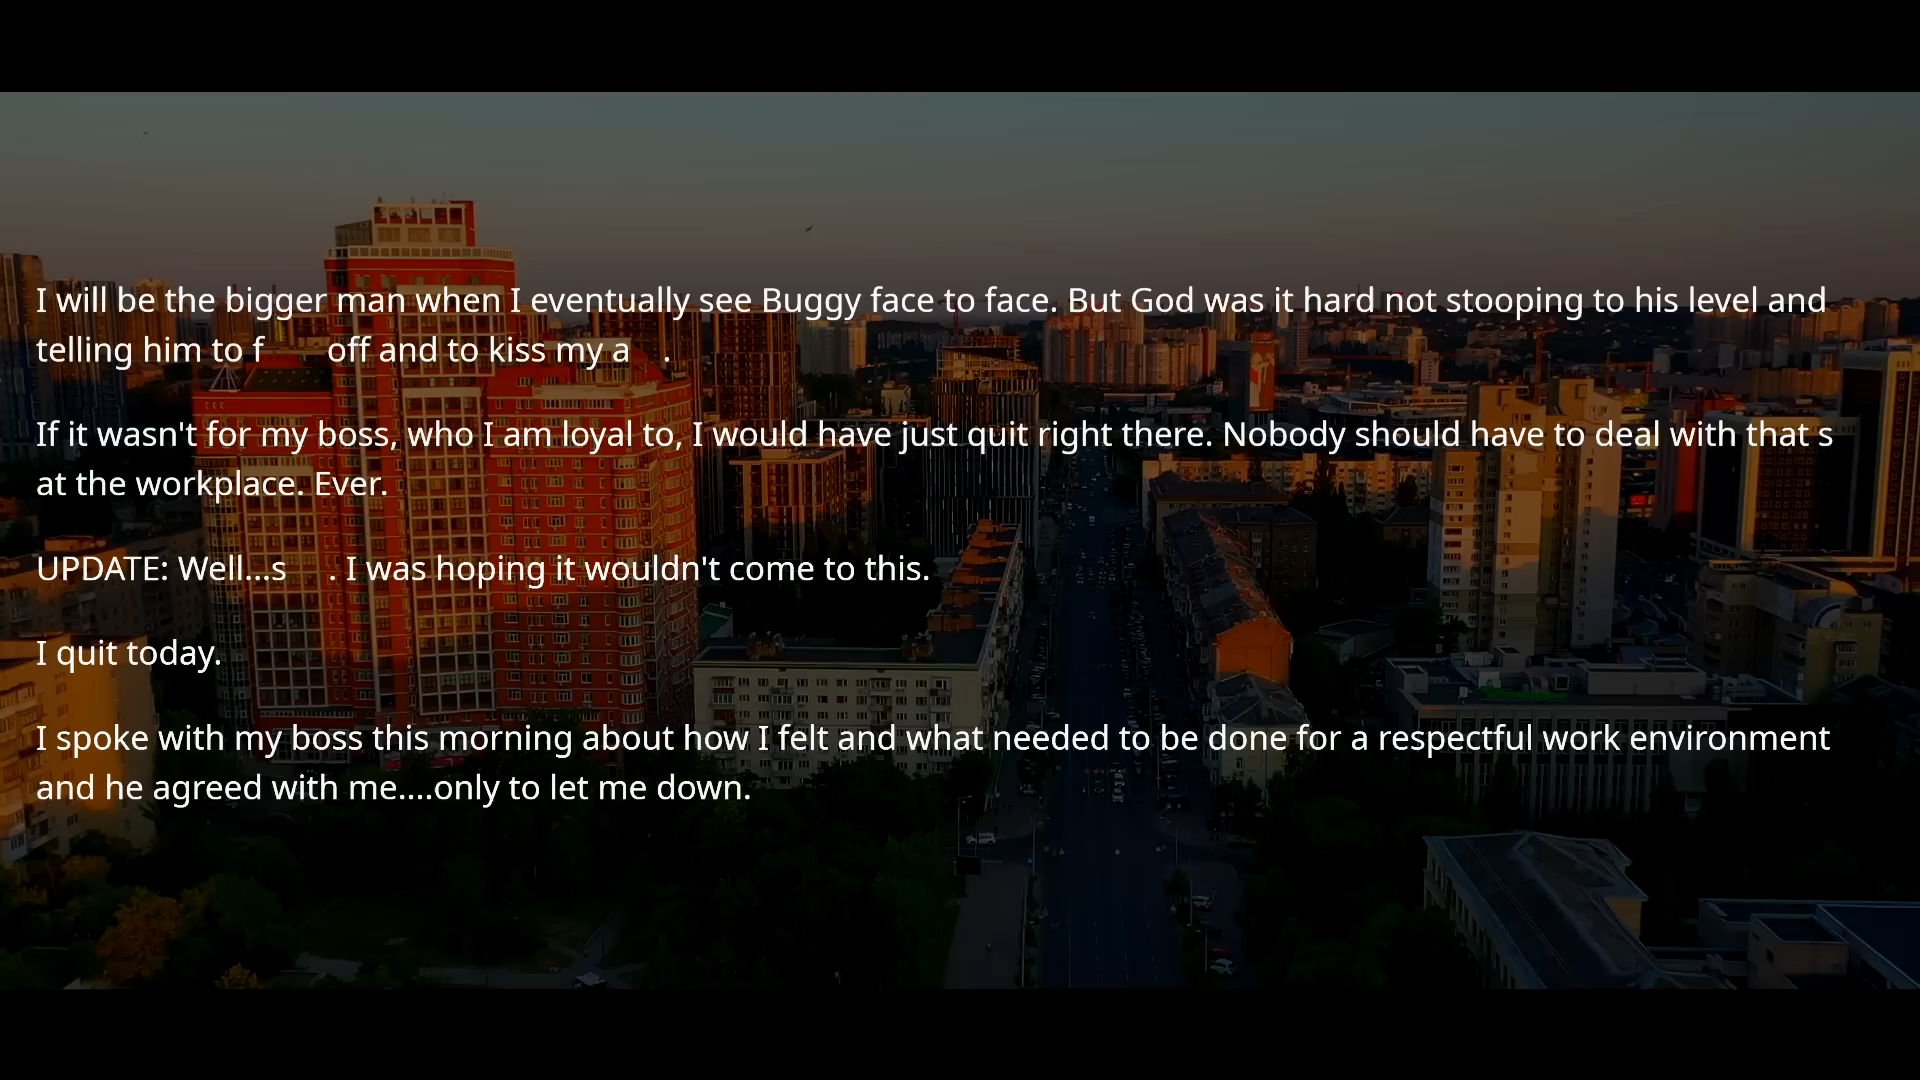 I will be the bigger man when I eventually see Buggy face to face. But God was it hard not stooping to his level and
telling him to f off and to kiss my a .
If it wasn't for my boss, who I am loyal to, I would have just quit right there. Nobody should have to deal with that s
at the workplace. Ever.
UPDATE: Well...s . I was hoping it wouldn't come to this.
I quit today.
I spoke with my boss this morning about how I felt and what needed to be done for a respectful work environment
and he agreed with me....only to let me down.